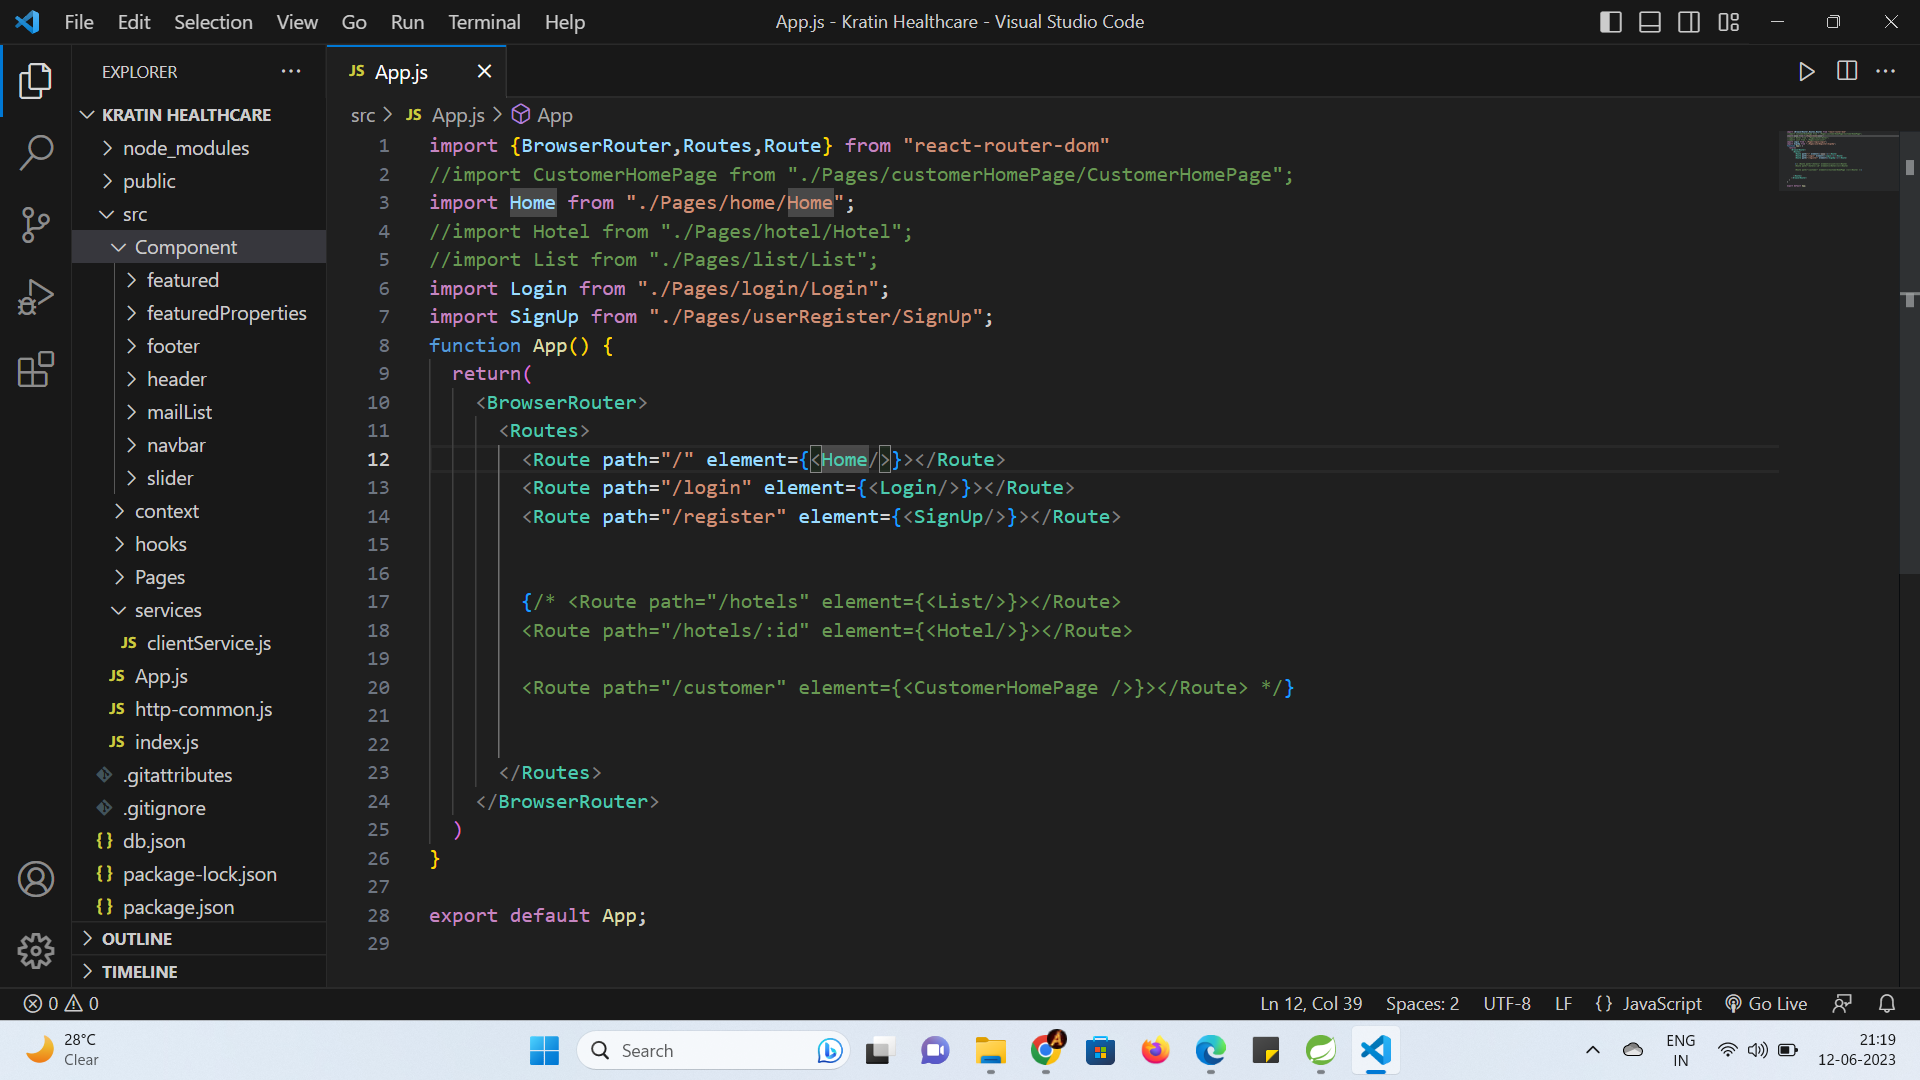 File Edit Selection View Go Run Terminal Help
App.js - Kratin Healthcare - Visual Studio Code
EXPLORER
KRATIN HEALTHCARE
node_modules
public
src
Component
featured
featuredProperties
footer
header
mailList
navbar
slider
context
hooks
Pages
services
JS clientService.js
JS App.js
JS http-common.js
JS index.js
.gitattributes
.gitignore
{} db.json
{} package-lock.json
{} package.json
OUTLINE
TIMELINE
JS App.js
src > JS App.js > App
1 import {BrowserRouter,Routes,Route} from "react-router-dom"
2 //import CustomerHomePage from "./Pages/customerHomePage/CustomerHomePage";
3 import Home from "./Pages/home/Home";
4 //import Hotel from "./Pages/hotel/Hotel";
5 //import List from "./Pages/list/List";
6 import Login from "./Pages/login/Login";
7 import SignUp from "./Pages/userRegister/SignUp";
8 function App() {
9 return(
10 <BrowserRouter>
11 <Routes>
12 <Route path="/" element={<Home/>}></Route>
13 <Route path="/login" element={<Login/>}></Route>
14 <Route path="/register" element={<SignUp/>}></Route>
15
16
17 {/* <Route path="/hotels" element={<List/>}></Route>
18 <Route path="/hotels/:id" element={<Hotel/>}></Route>
19
20 <Route path="/customer" element={<CustomerHomePage />}></Route> */}
21
22
23 </Routes>
24 </BrowserRouter>
25 )
26 }
27
28 export default App;
29
0 0
Ln 12, Col 39 Spaces: 2 UTF-8 LF {} JavaScript Go Live
28°C
Clear
Search
A
ENG
IN
21:19
12-06-2023